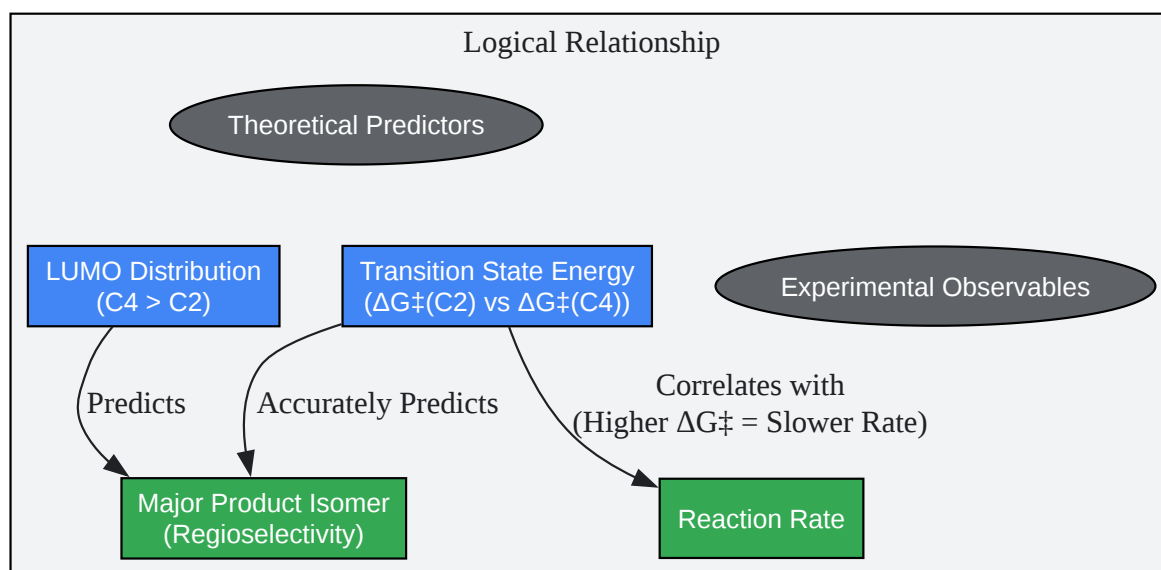 Logical Relationship
Theoretical Predictors
LUMO Distribution
(C4 > C2)
Transition State Energy
(ΔG‡(C2) vs ΔG‡(C4))
Experimental Observables
Predicts
Accurately Predicts
Correlates with
(Higher ΔG‡ = Slower Rate)
Major Product Isomer
(Regioselectivity)
Reaction Rate